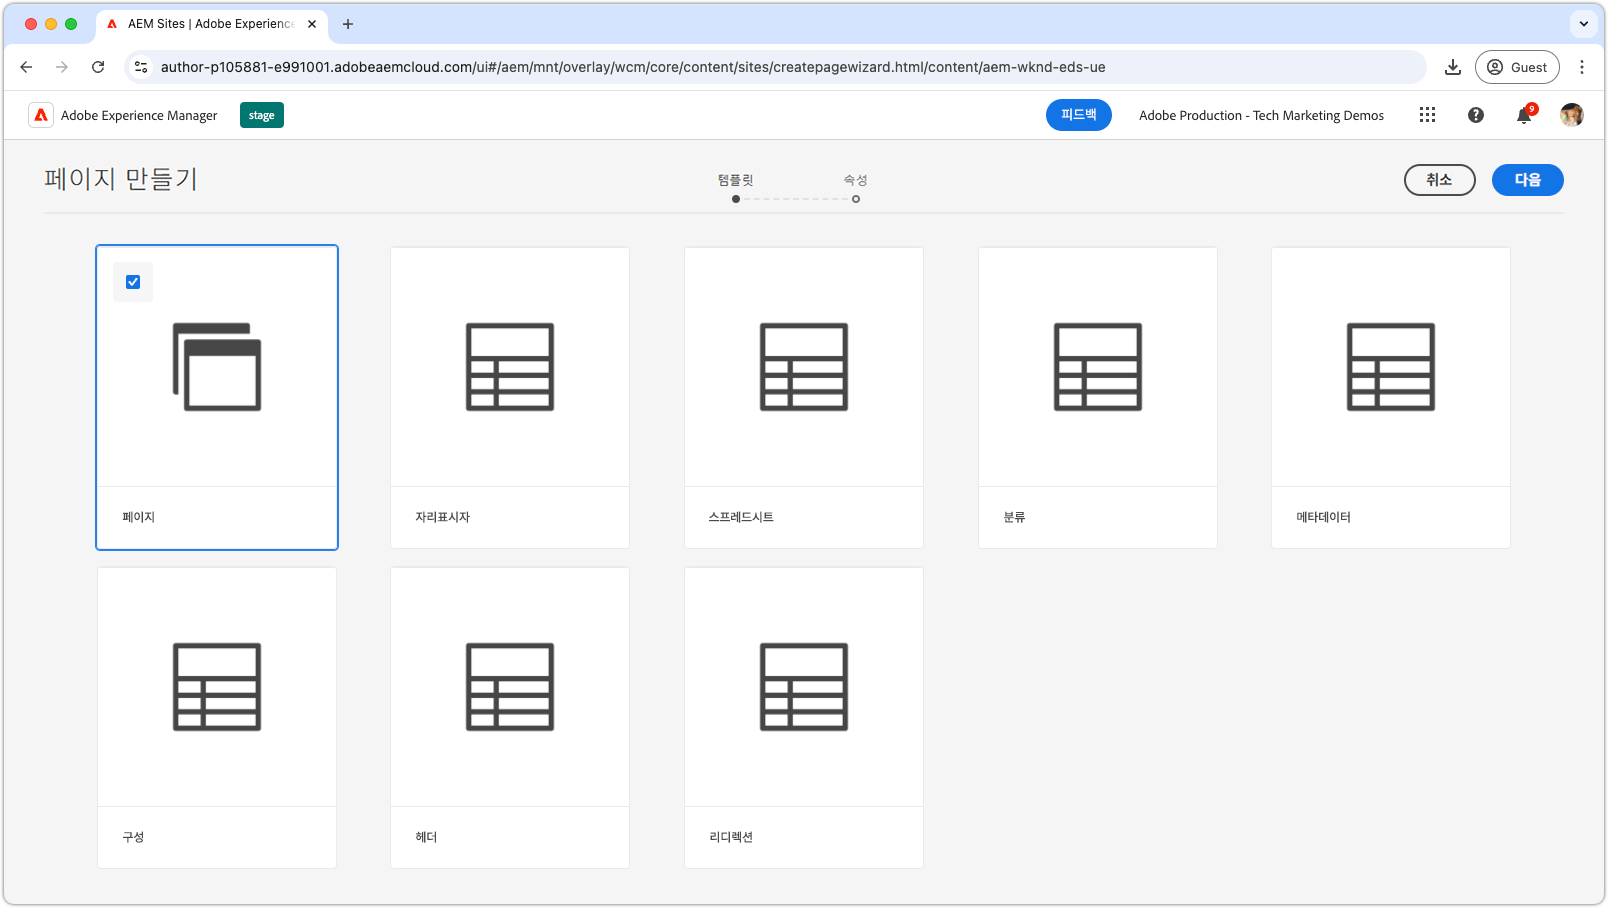 AEM Sites | Adobe Experience
author-p105881-e991001.adobeaemcloud.com/ui#/aem/mnt/overlay/wcm/core/content/sites/createpagewizard.html/content/aem-wknd-eds-ue
Guest
Adobe Experience Manager
stage
피드백
Adobe Production - Tech Marketing Demos
9
페이지 만들기
템플릿
속성
취소
다음
페이지
자리표시자
스프레드시트
분류
메타데이터
구성
헤더
리디렉션